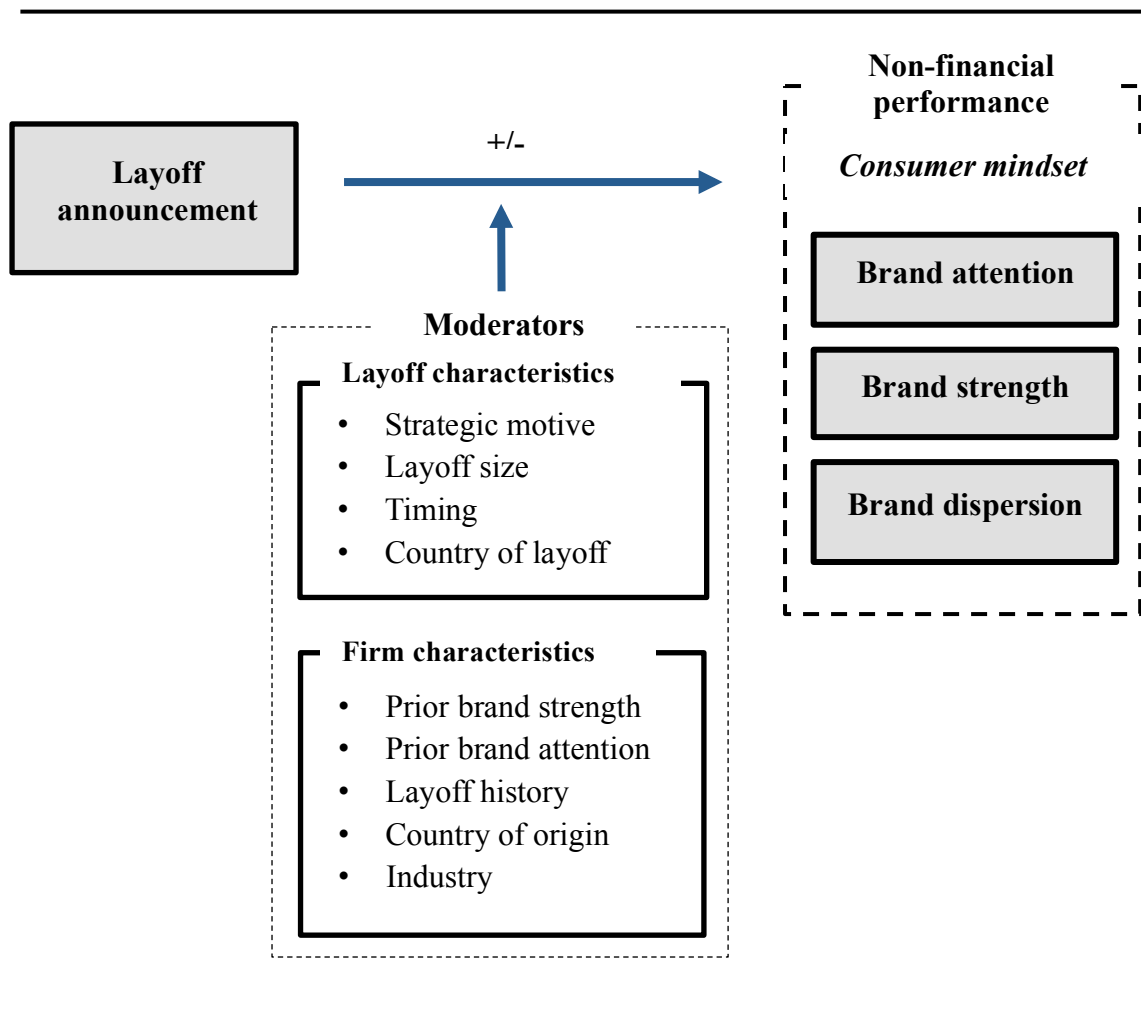 Layoff
announcement
+/-
Non-financial
performance
Consumer mindset
Brand attention
Brand strength
Brand dispersion
Moderators
Layoff characteristics
• Strategic motive
• Layoff size
• Timing
• Country of layoff
Firm characteristics
• Prior brand strength
• Prior brand attention
• Layoff history
• Country of origin
• Industry